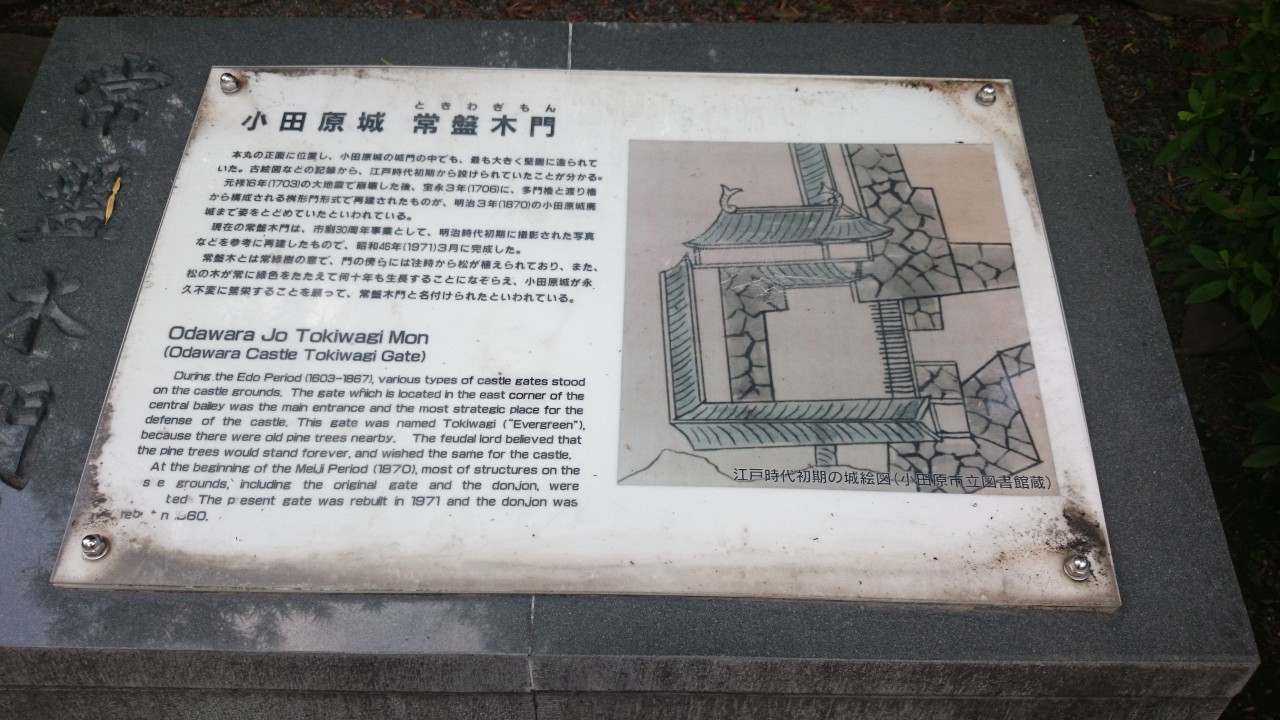 常盤木門
ときわぎもん
小田原城 常盤木門
本丸の正面に位置し、小田原城の城門の中でも、最も大きく堅固に造られて
いた。古絵図などの記録から、江戸時代初期から設けられていたことが分かる。
元禄16年(1703)の大地震で崩壊した後、宝永3年(1706)に、多門櫓と渡り櫓
から構成される桝形門形式で再建されたものが、明治3年(1870)の小田原城廃
城まで姿をとどめていたといわれている。
現在の常盤木門は、市制30周年事業として、明治時代初期に撮影された写真
などを参考に再建したもので、昭和46年(1971)3月に完成した。
常盤木とは常緑樹の意で、門の傍らには往時から松が植えられており、また、
松の木が常に緑色をたたえて何十年も生長することになぞらえ、小田原城が永
久不変に繁栄することを願って、常盤木門と名付けられたといわれている。
Odawara Jo Tokiwagi Mon
(Odawara Castle Tokiwagi Gate)
During the Edo Period (1603-1867), various types of castle gates stood
on the castle grounds. The gate which is located in the east corner of the
central bailey was the main entrance and the most strategic place for the
defense of the castle. This gate was named Tokiwagi ("Evergreen"),
because there were old pine trees nearby. The feudal lord believed that
the pine trees would stand forever, and wished the same for the castle.
At the beginning of the Meiji Period (1870), most of structures on the
grounds, including the original gate and the donjon, were
The present gate was rebuilt in 1971 and the donjon was
江戸時代初期の城絵図(小田原市立図書館蔵)